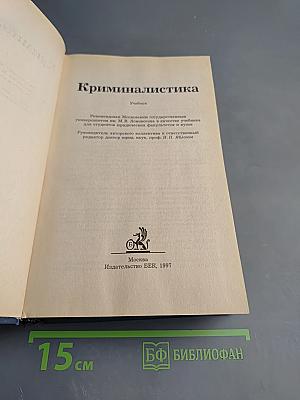 Криминалистика
Учебник
Рекомендован Московским государственным
университетом им. М.В. Ломоносова в качестве учебника
для студентов юридических факультетов и вузов
Руководитель авторского коллектива и ответственный
редактор доктор юрид. наук, проф. Н.П. Яблоков
Москва
Издательство БЕК, 1997
15 см
БФ БИБЛИОФАН